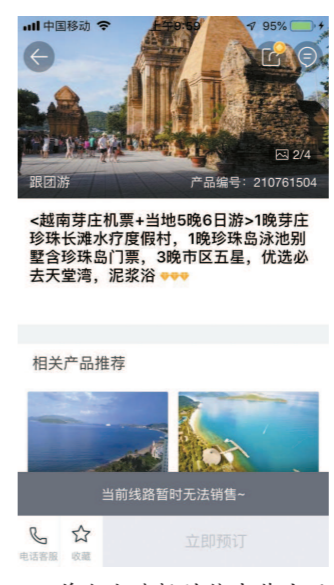 中国移动 上午9:59 95%
2/4
跟团游 产品编号：210761504
<越南芽庄机票+当地5晚6日游>1晚芽庄
珍珠长滩水疗度假村，1晚珍珠岛泳池别
墅含珍珠岛门票，3晚市区五星，优选必
去天堂湾，泥浆浴
相关产品推荐
当前线路暂时无法销售~
电话客服 收藏 立即预订